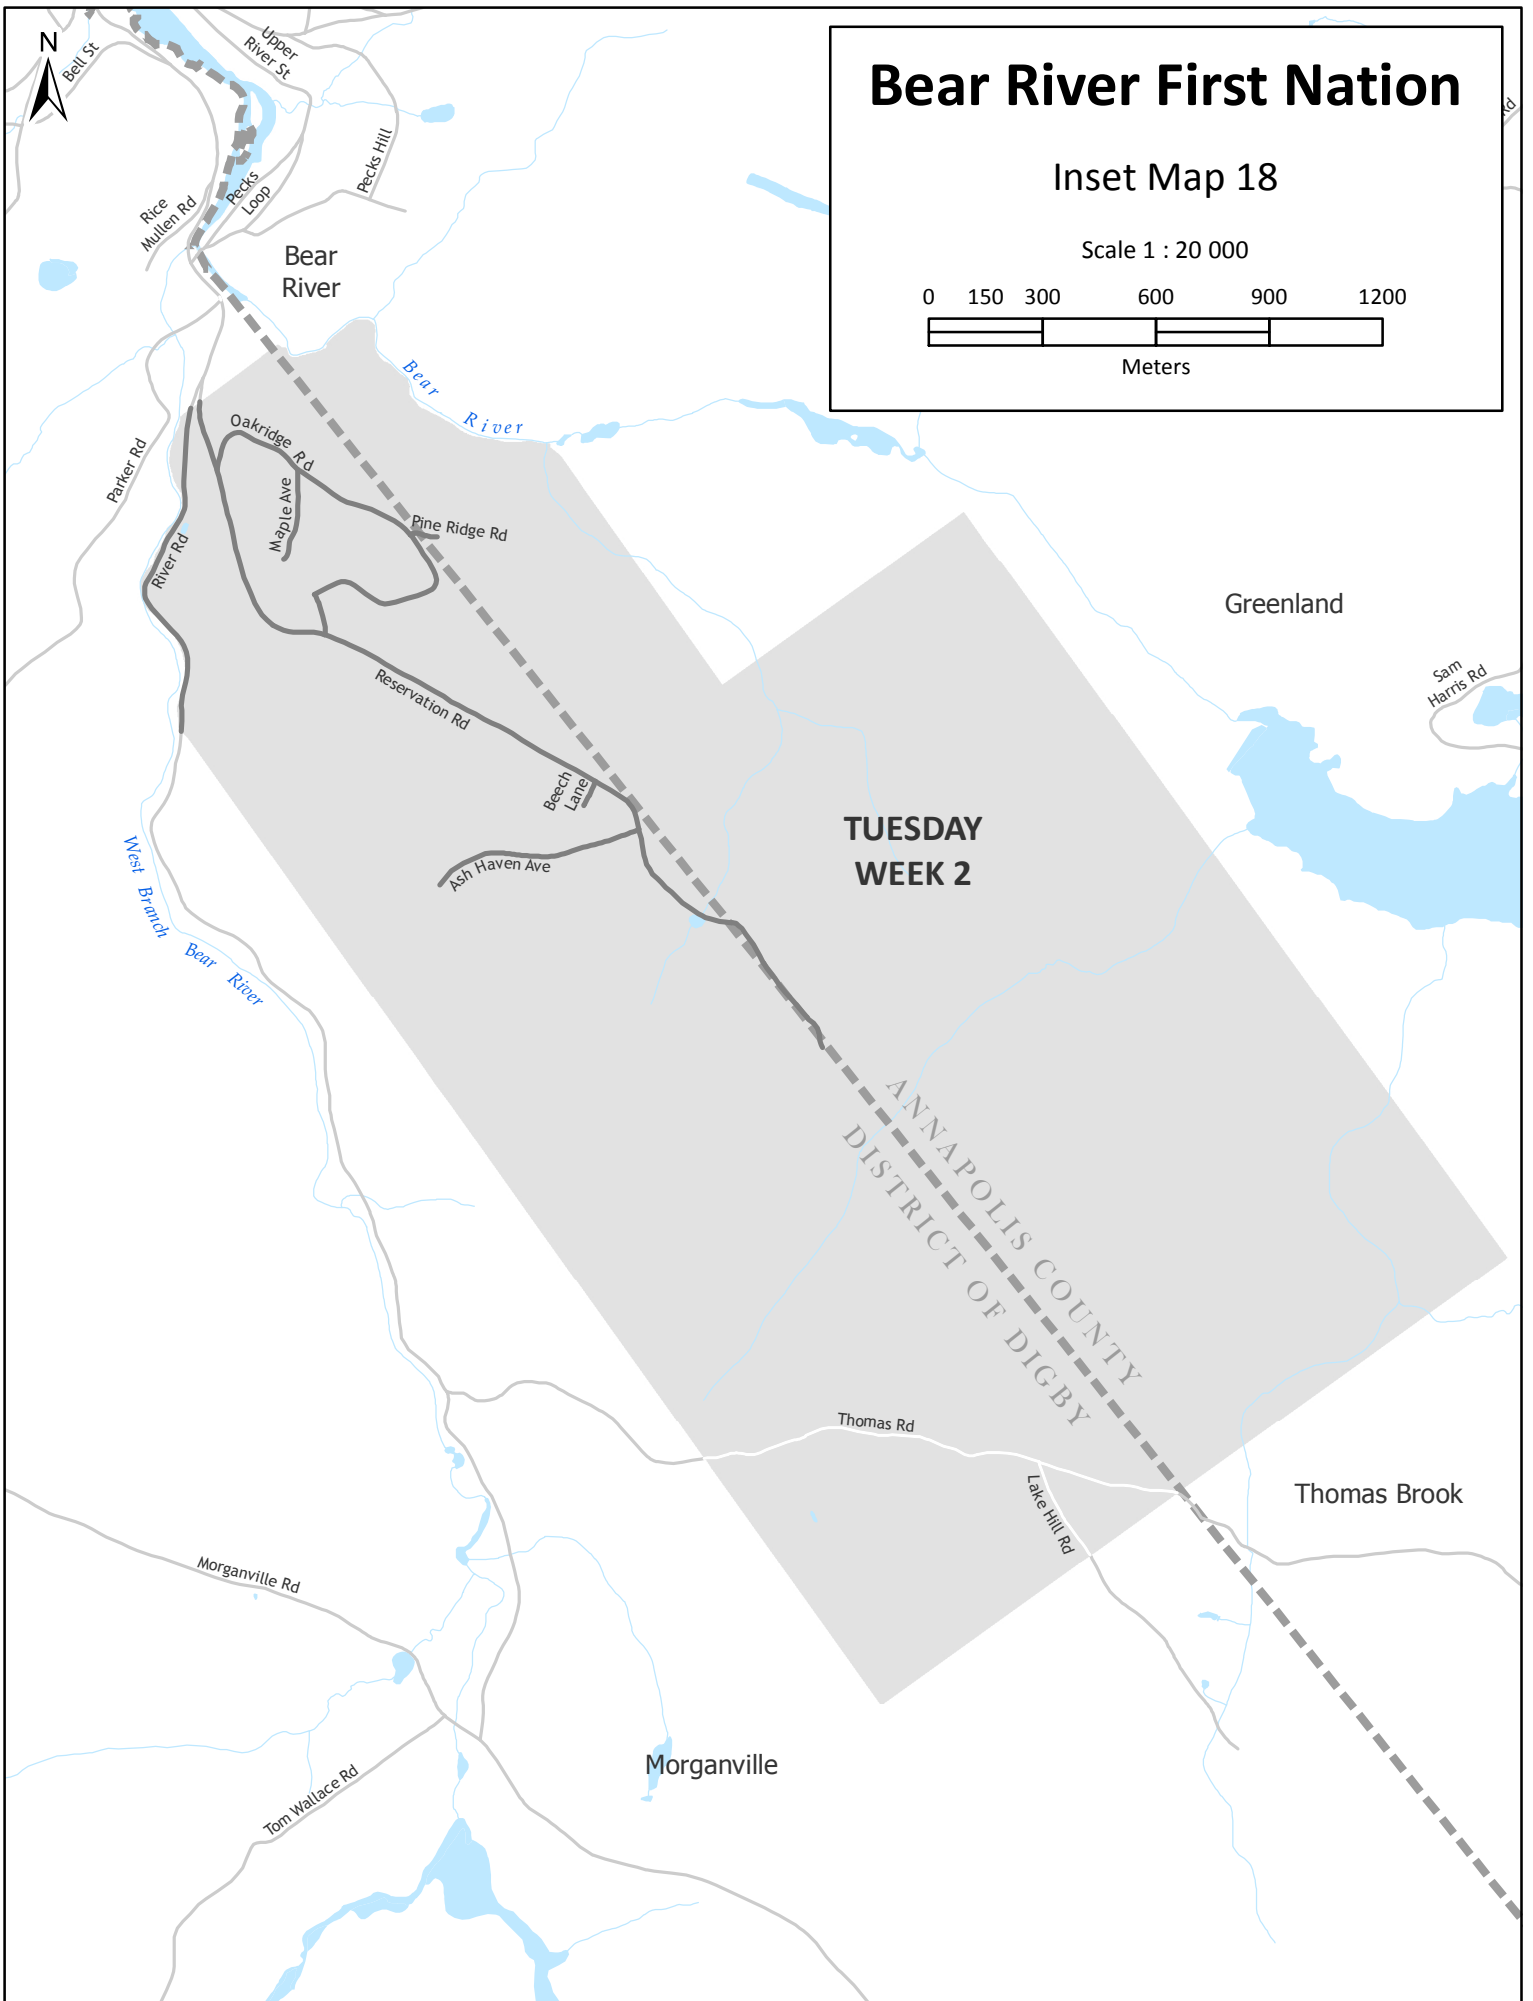 Bear River First Nation
Inset Map 18
Scale 1 : 20 000
0 150 300 600 900 1200
Meters
N
Bell St
Upper
River St
Rd
Pecks Hill
Pecks
Loop
Rice
Mullen Rd
Bear
River
Bear River
Parker Rd
Oakridge Rd
Maple Ave
Pine Ridge Rd
River Rd
Greenland
Sam
Harris Rd
Reservation Rd
Beech
Lane
Ash Haven Ave
TUESDAY
WEEK 2
West Branch Bear River
ANNAPOLIS COUNTY
DISTRICT OF DIGBY
Thomas Rd
Lake Hill Rd
Thomas Brook
Morganville Rd
Morganville
Tom Wallace Rd